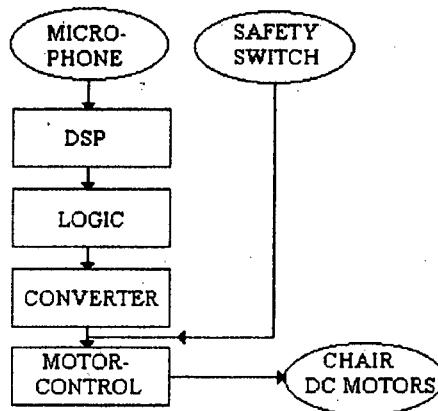 MICRO-
PHONE
SAFETY
SWITCH
DSP
LOGIC
CONVERTER
MOTOR-
CONTROL
CHAIR
DC MOTORS